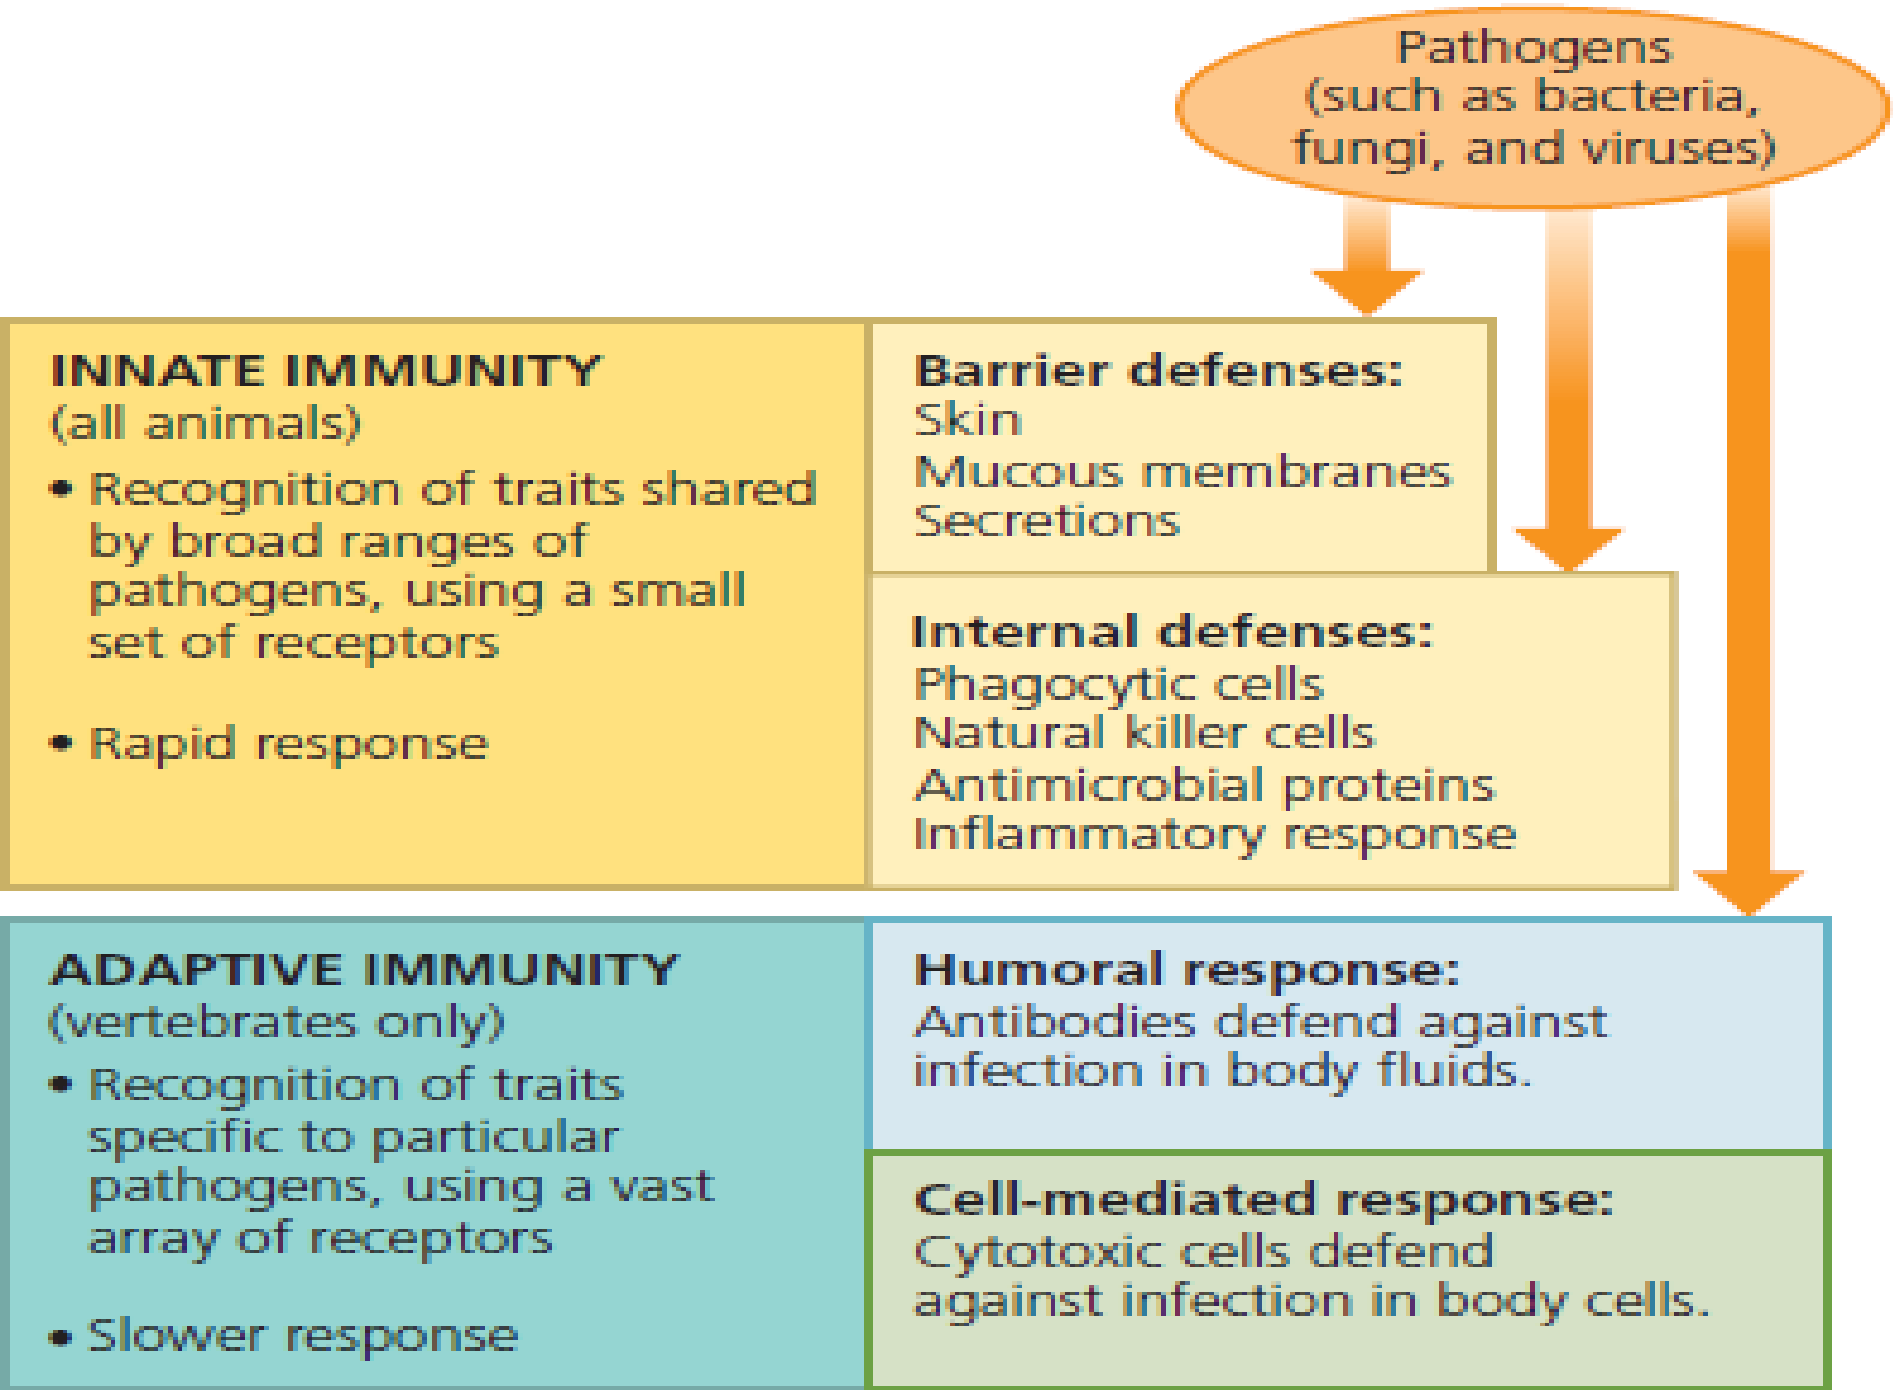 Pathogens
(such as bacteria,
fungi, and viruses)
INNATE IMMUNITY
(all animals)
• Recognition of traits shared
by broad ranges of
pathogens, using a small
set of receptors
• Rapid response
Barrier defenses:
Skin
Mucous membranes
Secretions
Internal defenses:
Phagocytic cells
Natural killer cells
Antimicrobial proteins
Inflammatory response
ADAPTIVE IMMUNITY
(vertebrates only)
• Recognition of traits
specific to particular
pathogens, using a vast
array of receptors
• Slower response
Humoral response:
Antibodies defend against
infection in body fluids.
Cell-mediated response:
Cytotoxic cells defend
against infection in body cells.